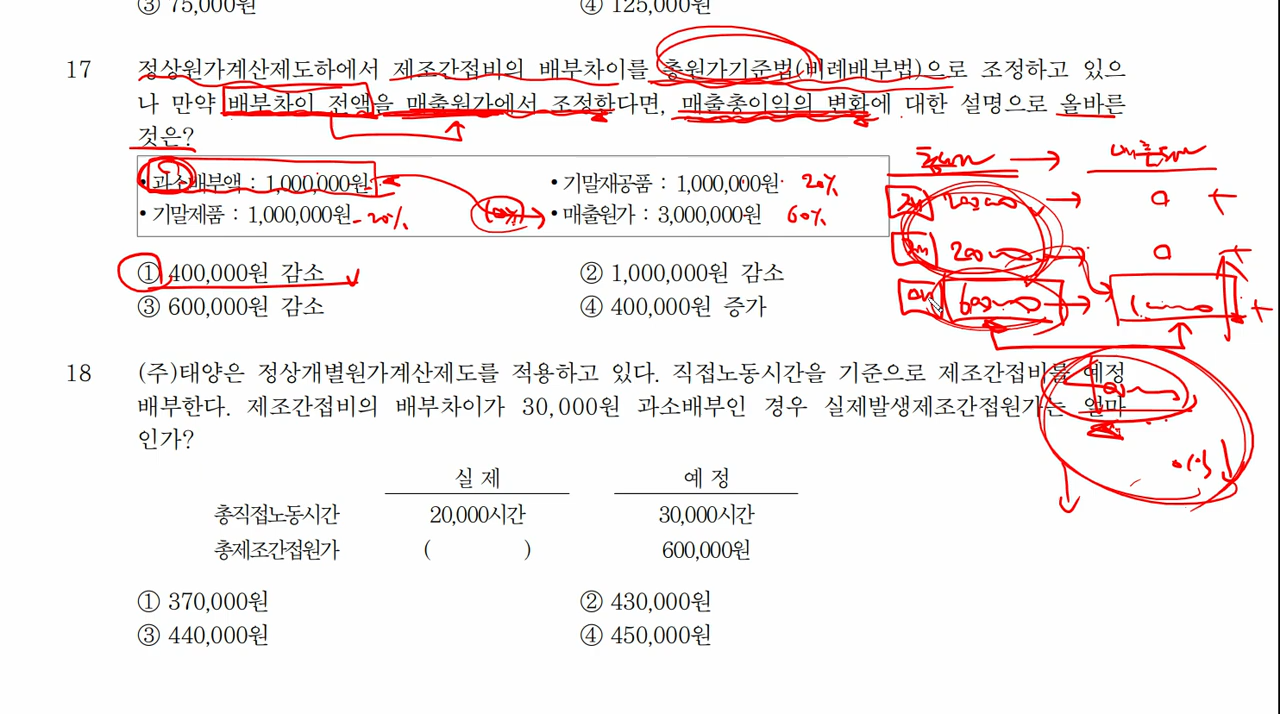 ③ 75,000원 ④ 125,000원
17 정상원가계산제도하에서 제조간접비의 배부차이를 총원가기준법(비례배부법)으로 조정하고 있으
나 만약 배부차이 전액을 매출원가에서 조정한다면, 매출총이익의 변화에 대한 설명으로 올바른
것은?
• 과소배부액 : 1,000,000원 • 기말재공품 : 1,000,000원 20%
• 기말제품 : 1,000,000원 20% • 매출원가 : 3,000,000원 60%
① 400,000원 감소 ② 1,000,000원 감소
③ 600,000원 감소 ④ 400,000원 증가
18 (주)태양은 정상개별원가계산제도를 적용하고 있다. 직접노동시간을 기준으로 제조간접비를 예정
배부한다. 제조간접비의 배부차이가 30,000원 과소배부인 경우 실제발생제조간접원가는 얼마
인가?
실 제 예 정
총직접노동시간 20,000시간 30,000시간
총제조간접원가 ( ) 600,000원
① 370,000원 ② 430,000원
③ 440,000원 ④ 450,000원